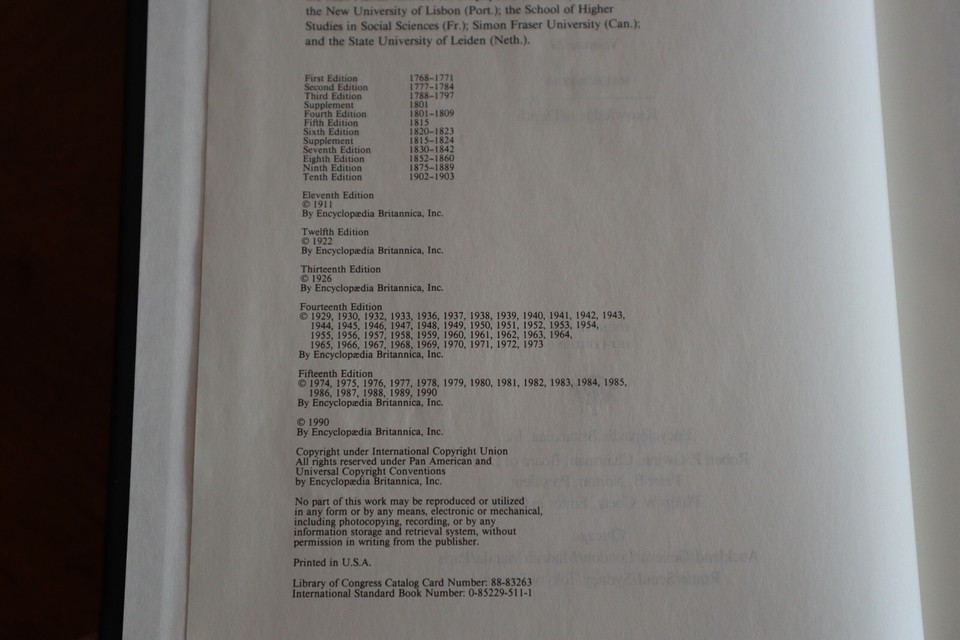 the New University of Lisbon (Port.); the School of Higher
Studies in Social Sciences (Fr.); Simon Fraser University (Can.);
and the State University of Leiden (Neth.).
First Edition 1768-1771
Second Edition 1777-1784
Third Edition 1788-1797
Supplement 1801
Fourth Edition 1801-1809
Fifth Edition 1815
Sixth Edition 1820-1823
Supplement 1815-1824
Seventh Edition 1830-1842
Eighth Edition 1852-1860
Ninth Edition 1875-1889
Tenth Edition 1902-1903
Eleventh Edition
© 1911
By Encyclopædia Britannica, Inc.
Twelfth Edition
© 1922
By Encyclopædia Britannica, Inc.
Thirteenth Edition
© 1926
By Encyclopædia Britannica, Inc.
Fourteenth Edition
© 1929, 1930, 1932, 1933, 1936, 1937, 1938, 1939, 1940, 1941, 1942, 1943,
1944, 1945, 1946, 1947, 1948, 1949, 1950, 1951, 1952, 1953, 1954,
1955, 1956, 1957, 1958, 1959, 1960, 1961, 1962, 1963, 1964,
1965, 1966, 1967, 1968, 1969, 1970, 1971, 1972, 1973
By Encyclopædia Britannica, Inc.
Fifteenth Edition
© 1974, 1975, 1976, 1977, 1978, 1979, 1980, 1981, 1982, 1983, 1984, 1985,
1986, 1987, 1988, 1989, 1990
By Encyclopædia Britannica, Inc.
© 1990
By Encyclopædia Britannica, Inc.
Copyright under International Copyright Union
All rights reserved under Pan American and
Universal Copyright Conventions
by Encyclopædia Britannica, Inc.
No part of this work may be reproduced or utilized
in any form or by any means, electronic or mechanical,
including photocopying, recording, or by any
information storage and retrieval system, without
permission in writing from the publisher.
Printed in U.S.A.
Library of Congress Catalog Card Number: 88-83263
International Standard Book Number: 0-85229-511-1